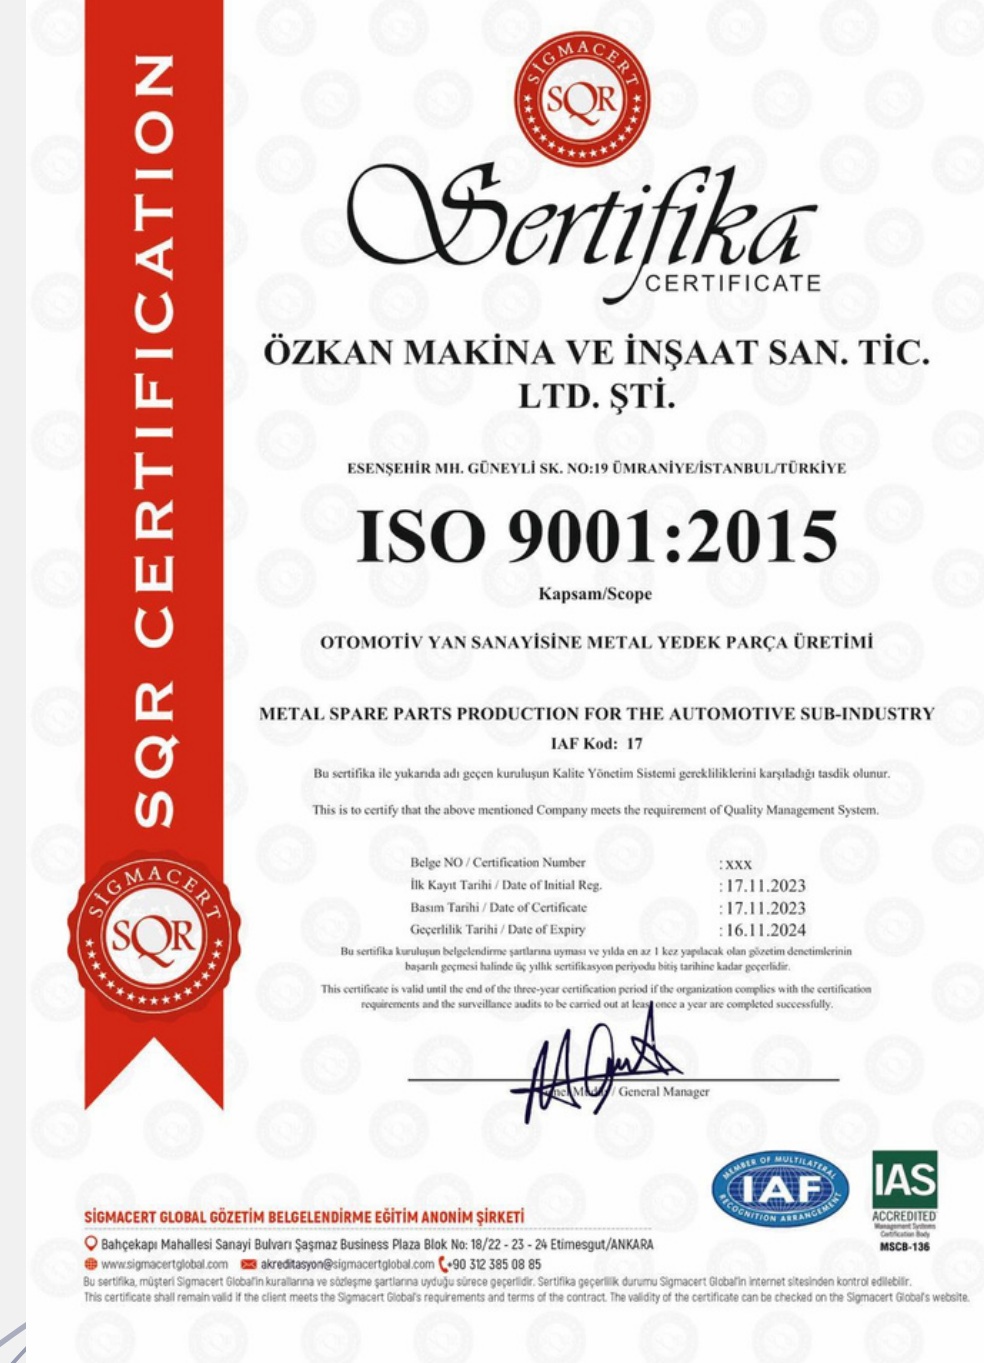 SQR CERTIFICATION
SİGMACERT
SQR
Sertifika
CERTIFICATE
ÖZKAN MAKİNA VE İNŞAAT SAN. TİC.
LTD. ŞTİ.
ESENŞEHİR MH. GÜNEYLİ SK. NO:19 ÜMRANİYE/İSTANBUL/TÜRKİYE
ISO 9001:2015
Kapsam/Scope
OTOMOTİV YAN SANAYİSİNE METAL YEDEK PARÇA ÜRETİMİ
METAL SPARE PARTS PRODUCTION FOR THE AUTOMOTIVE SUB-INDUSTRY
IAF Kod: 17
Bu sertifika ile yukarıda adı geçen kuruluşun Kalite Yönetim Sistemi gerekliliklerini karşıladığı tasdik olunur.
This is to certify that the above mentioned Company meets the requirement of Quality Management System.
Belge NO / Certification Number : XXX
İlk Kayıt Tarihi / Date of Initial Reg. : 17.11.2023
Basım Tarihi / Date of Certificate : 17.11.2023
Geçerlilik Tarihi / Date of Expiry : 16.11.2024
Bu sertifika kuruluşun belgelendirme şartlarına uyması ve yılda en az 1 kez yapılacak olan gözetim denetimlerinin
başarılı geçmesi halinde üç yıllık sertifikasyon periyodu bitiş tarihine kadar geçerlidir.
This certificate is valid until the end of the three-year certification period if the organization complies with the certification
requirements and the surveillance audits to be carried out at least once a year are completed successfully.
/ General Manager
SİGMACERT
SQR
MEMBER OF MULTILATERAL
IAF
RECOGNITION ARRANGEMENT
IAS
ACCREDITED
Management Systems
Certification Body
MSCB-136
SİGMACERT GLOBAL GÖZETİM BELGELENDİRME EĞİTİM ANONİM ŞİRKETİ
Bahçekapı Mahallesi Sanayi Bulvarı Şaşmaz Business Plaza Blok No: 18/22 - 23 - 24 Etimesgut/ANKARA
www.sigmacertglobal.com akreditasyon@sigmacertglobal.com +90 312 385 08 85
Bu sertifika, müşteri Sigmacert Global'in kurallarına ve sözleşme şartlarına uyduğu sürece geçerlidir. Sertifika geçerlilik durumu Sigmacert Global'in internet sitesinden kontrol edilebilir.
This certificate shall remain valid if the client meets the Sigmacert Global's requirements and terms of the contract. The validity of the certificate can be checked on the Sigmacert Global's website.